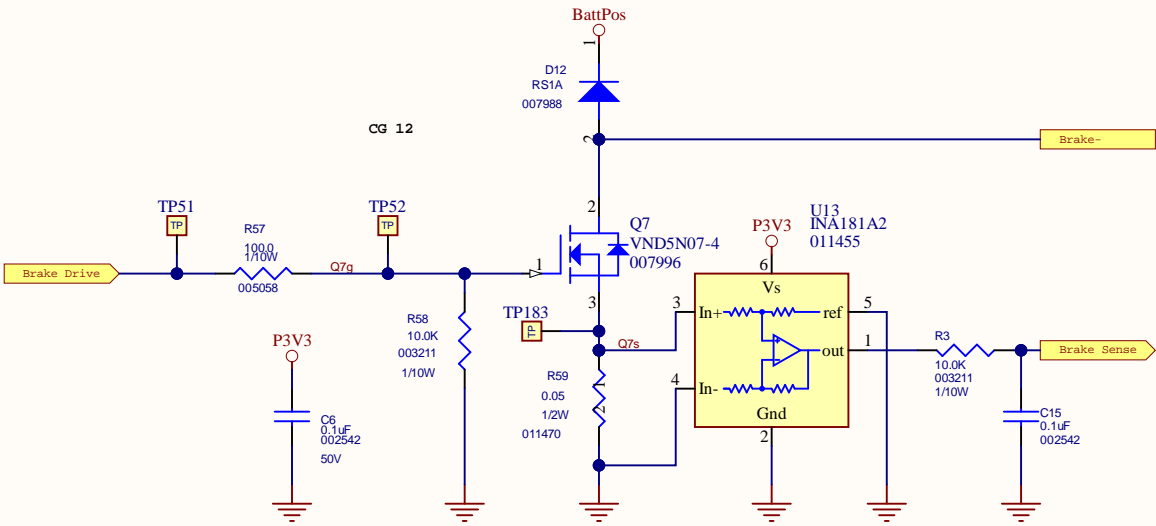 BattPos
1
D12
RS1A
007988
2
CG 12
Brake-
TP51
TP
TP52
TP
R57
100.0
1/10W
005058
Brake Drive
Q7g
1
2
Q7
VND5N07-4
007996
3
U13
INA181A2
011455
P3V3
6
Vs
3
In+
ref
5
out
1
4
In-
Gnd
2
TP183
TP
Q7s
R58
10.0K
003211
1/10W
P3V3
C6
0.1uF
002542
50V
R59
0.05
1/2W
011470
1
2
R3
10.0K
003211
1/10W
Brake Sense
C15
0.1uF
002542